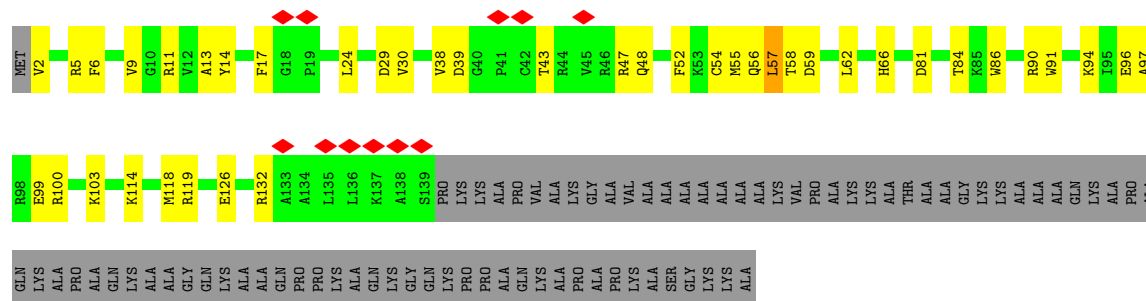 MET V2 R5 F6 V9 G10 R11 V12 A13 Y14 F17 G18 P19 L24 D29 V30 V38 D39 G40 P41 C42 T43 R44 V45 R46 R47 Q48 F52 K53 C54 M55 Q56 L57 T58 D59 L62 H66 D81 T84 K85 W86 R90 W91 K94 I95 E96 A97
R98 E99 R100 K103 K114 M118 R119 E126 R132 A133 A134 L135 L136 K137 A138 S139 PRO LYS LYS ALA PRO VAL ALA LYS GLY ALA VAL ALA ALA ALA ALA ALA ALA ALA LYS VAL PRO ALA LYS LYS ALA THR ALA ALA GLY LYS LYS ALA ALA ALA GLN LYS ALA PRO
GLN LYS ALA PRO ALA GLN LYS ALA ALA GLY GLN LYS ALA ALA GLN PRO PRO LYS ALA GLN LYS GLY GLN LYS PRO PRO ALA GLN LYS ALA PRO ALA PRO LYS ALA SER GLY LYS LYS ALA